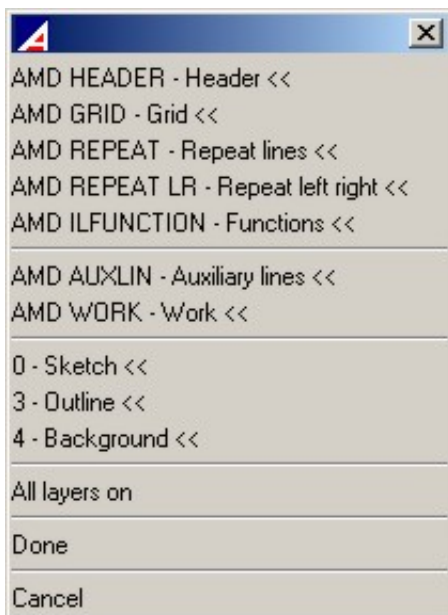 AMD HEADER - Header <<
AMD GRID - Grid <<
AMD REPEAT - Repeat lines <<
AMD REPEAT LR - Repeat left right <<
AMD ILFUNCTION - Functions <<
AMD AUXLIN - Auxiliary lines <<
AMD WORK - Work <<
0 - Sketch <<
3 - Outline <<
4 - Background <<
All layers on
Done
Cancel